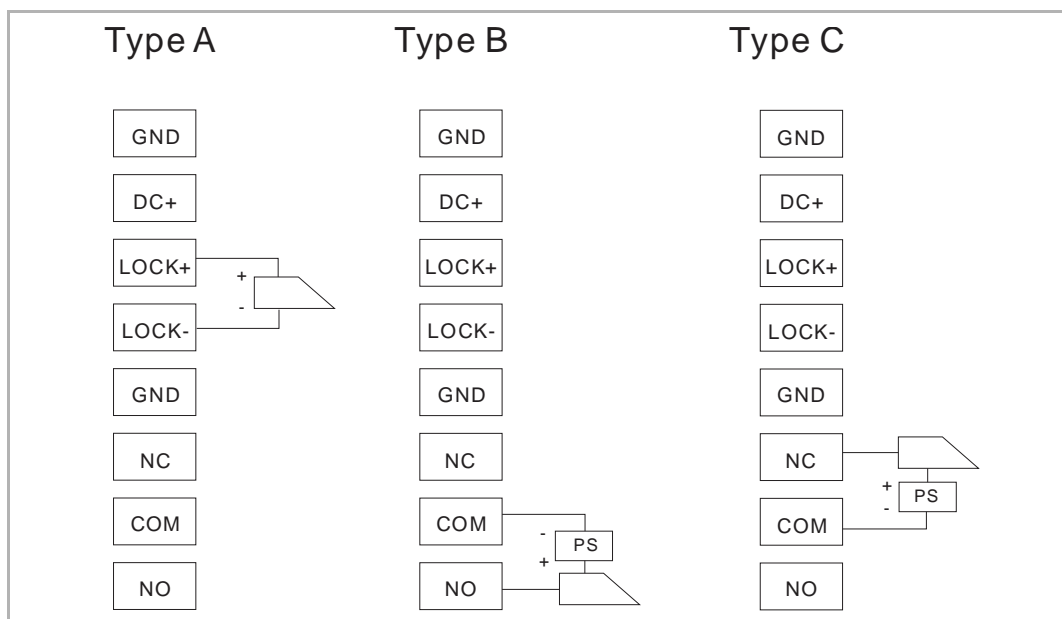 Type A Type B Type C
GND GND GND
DC+ DC+ DC+
LOCK+ LOCK+ LOCK+
+
-
LOCK- LOCK- LOCK-
GND GND GND
NC NC NC
+
PS
-
COM COM COM
-
PS
+
NO NO NO